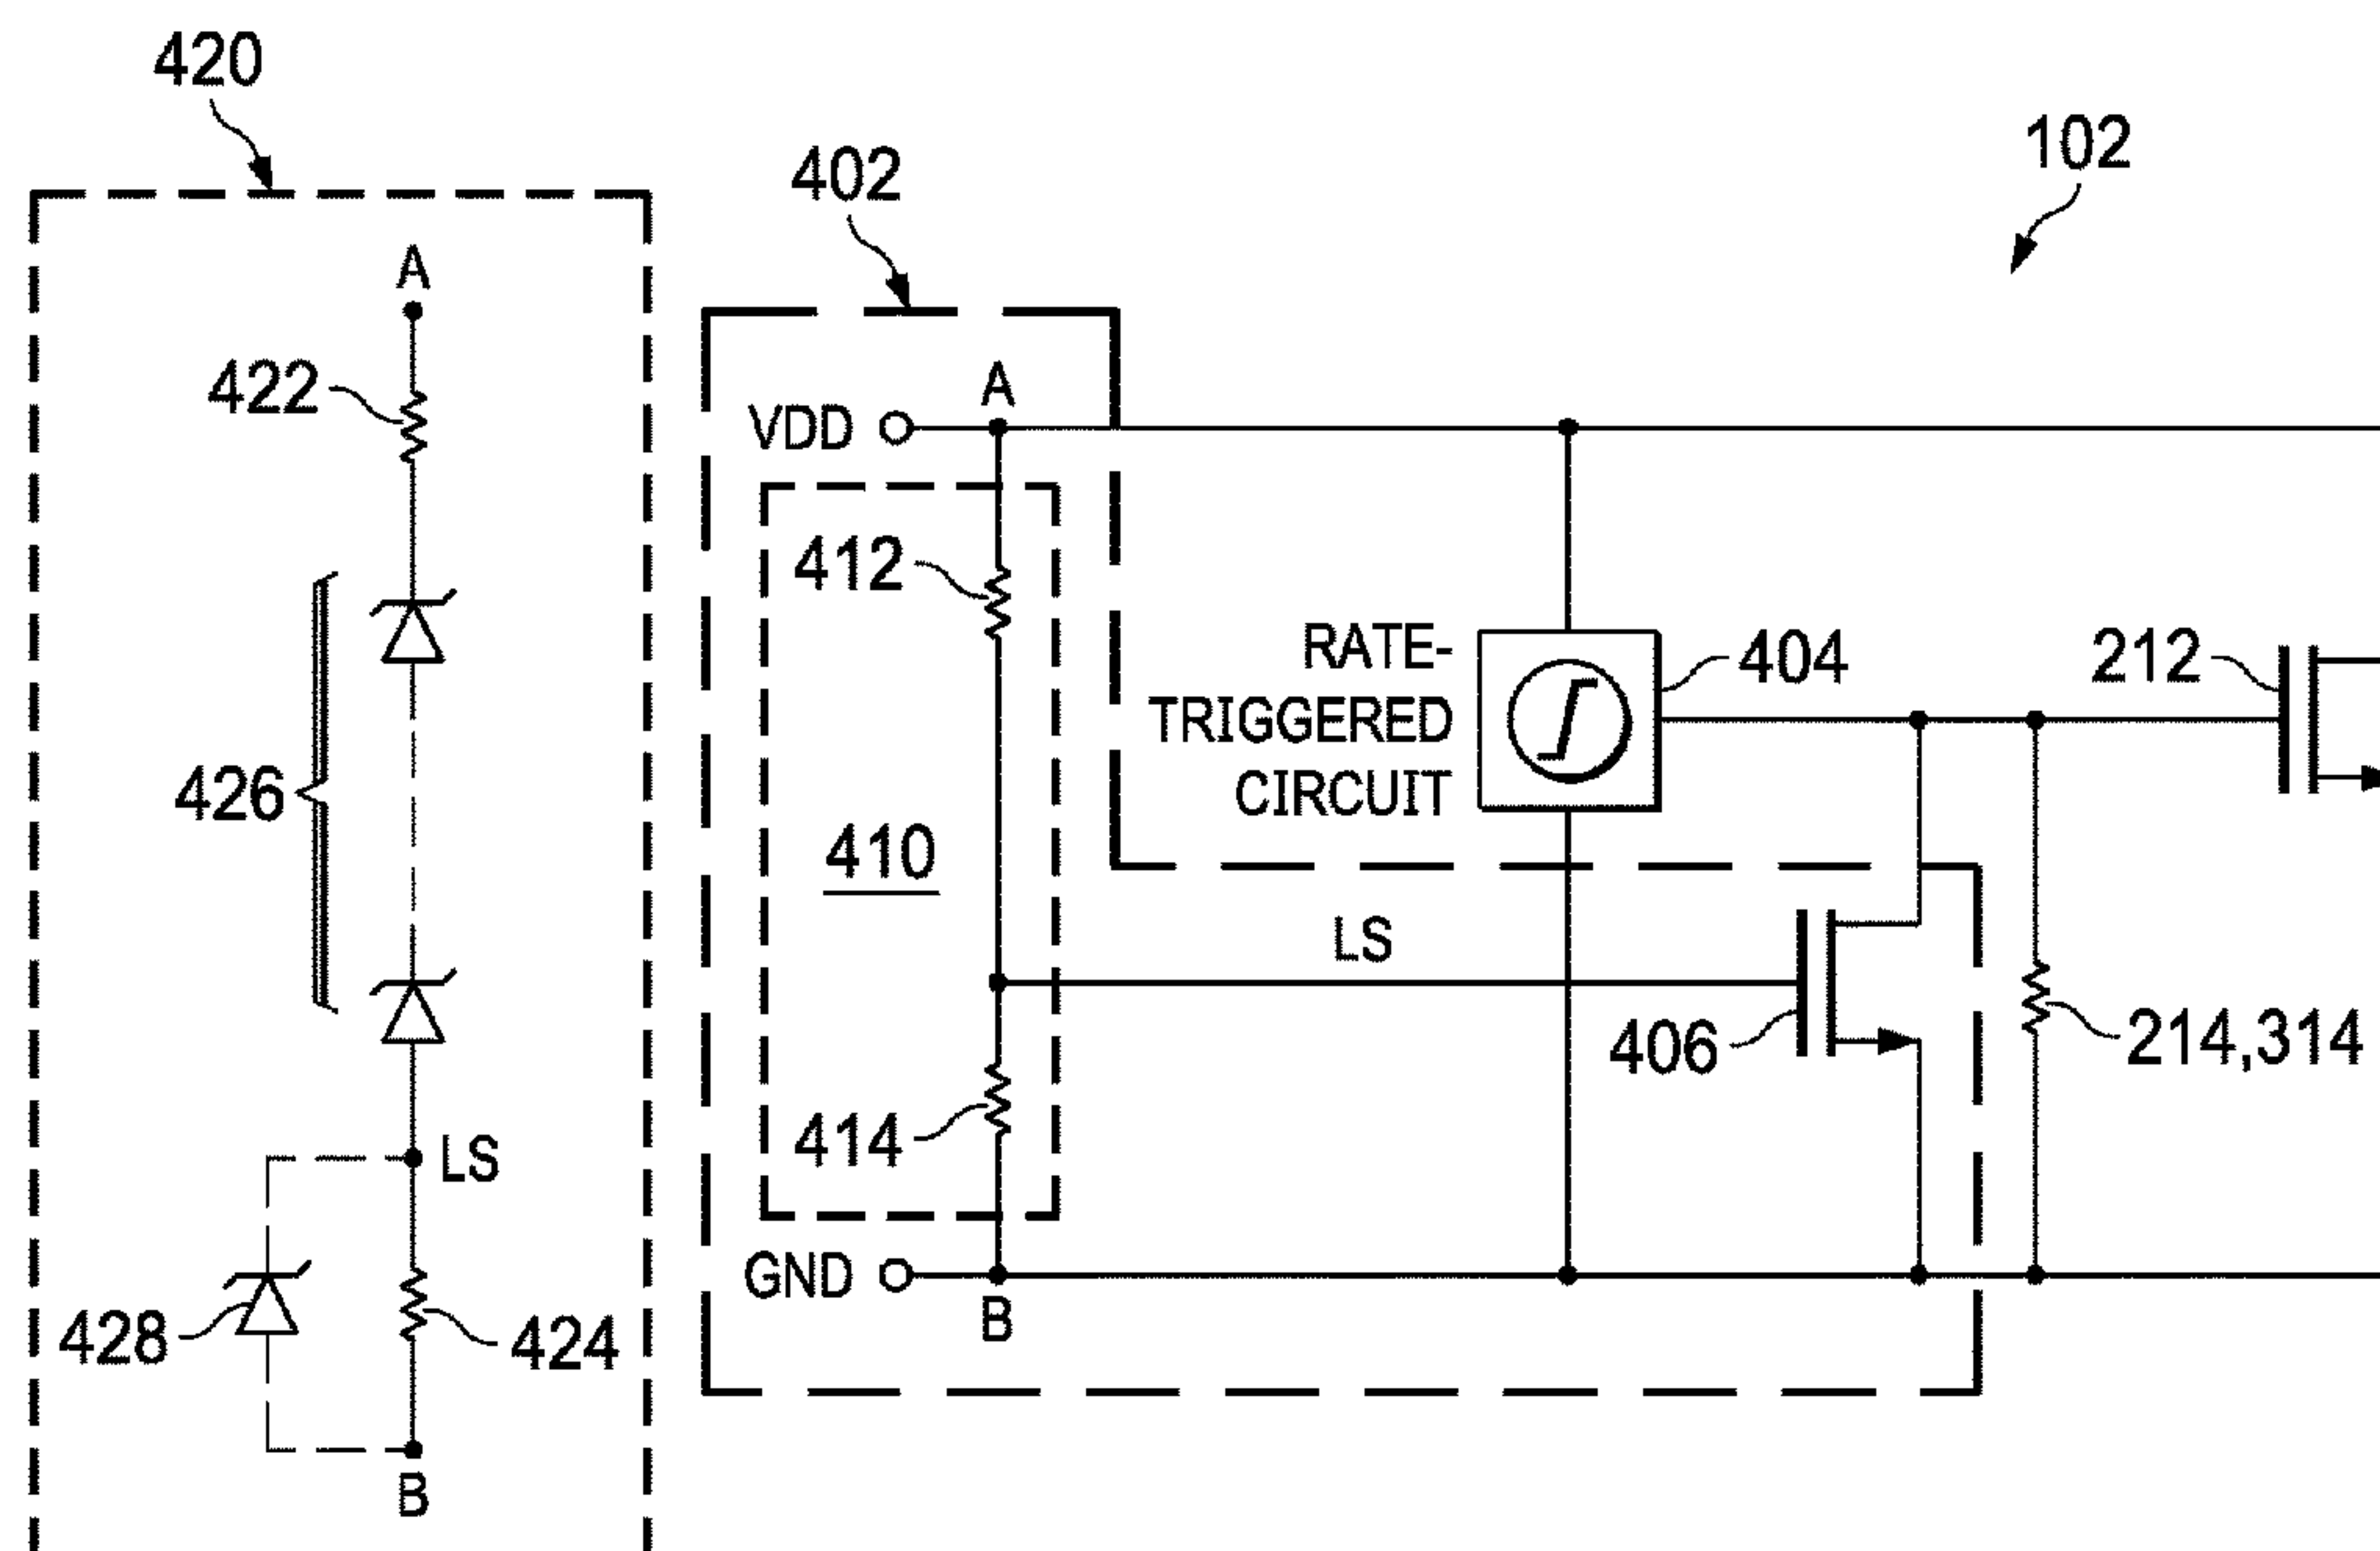 420
402
102
A
422
A
VDD
412
RATE-
TRIGGERED
CIRCUIT
404
212
426
410
LS
406
214,314
414
LS
GND
B
428
424
B